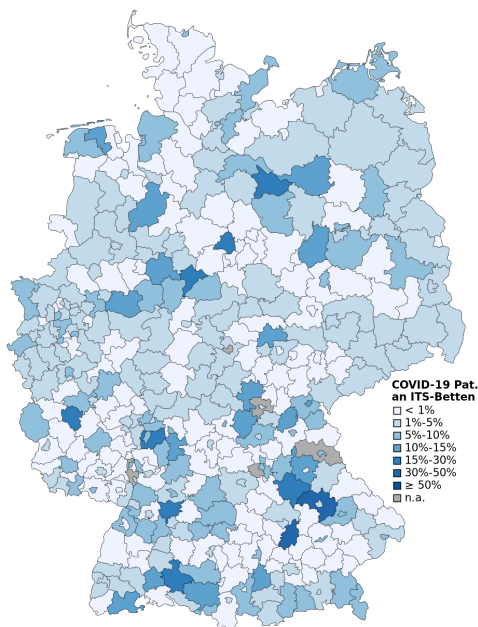 COVID-19 Pat.
an ITS-Betten
< 1%
1%-5%
5%-10%
10%-15%
15%-30%
30%-50%
≥ 50%
n.a.